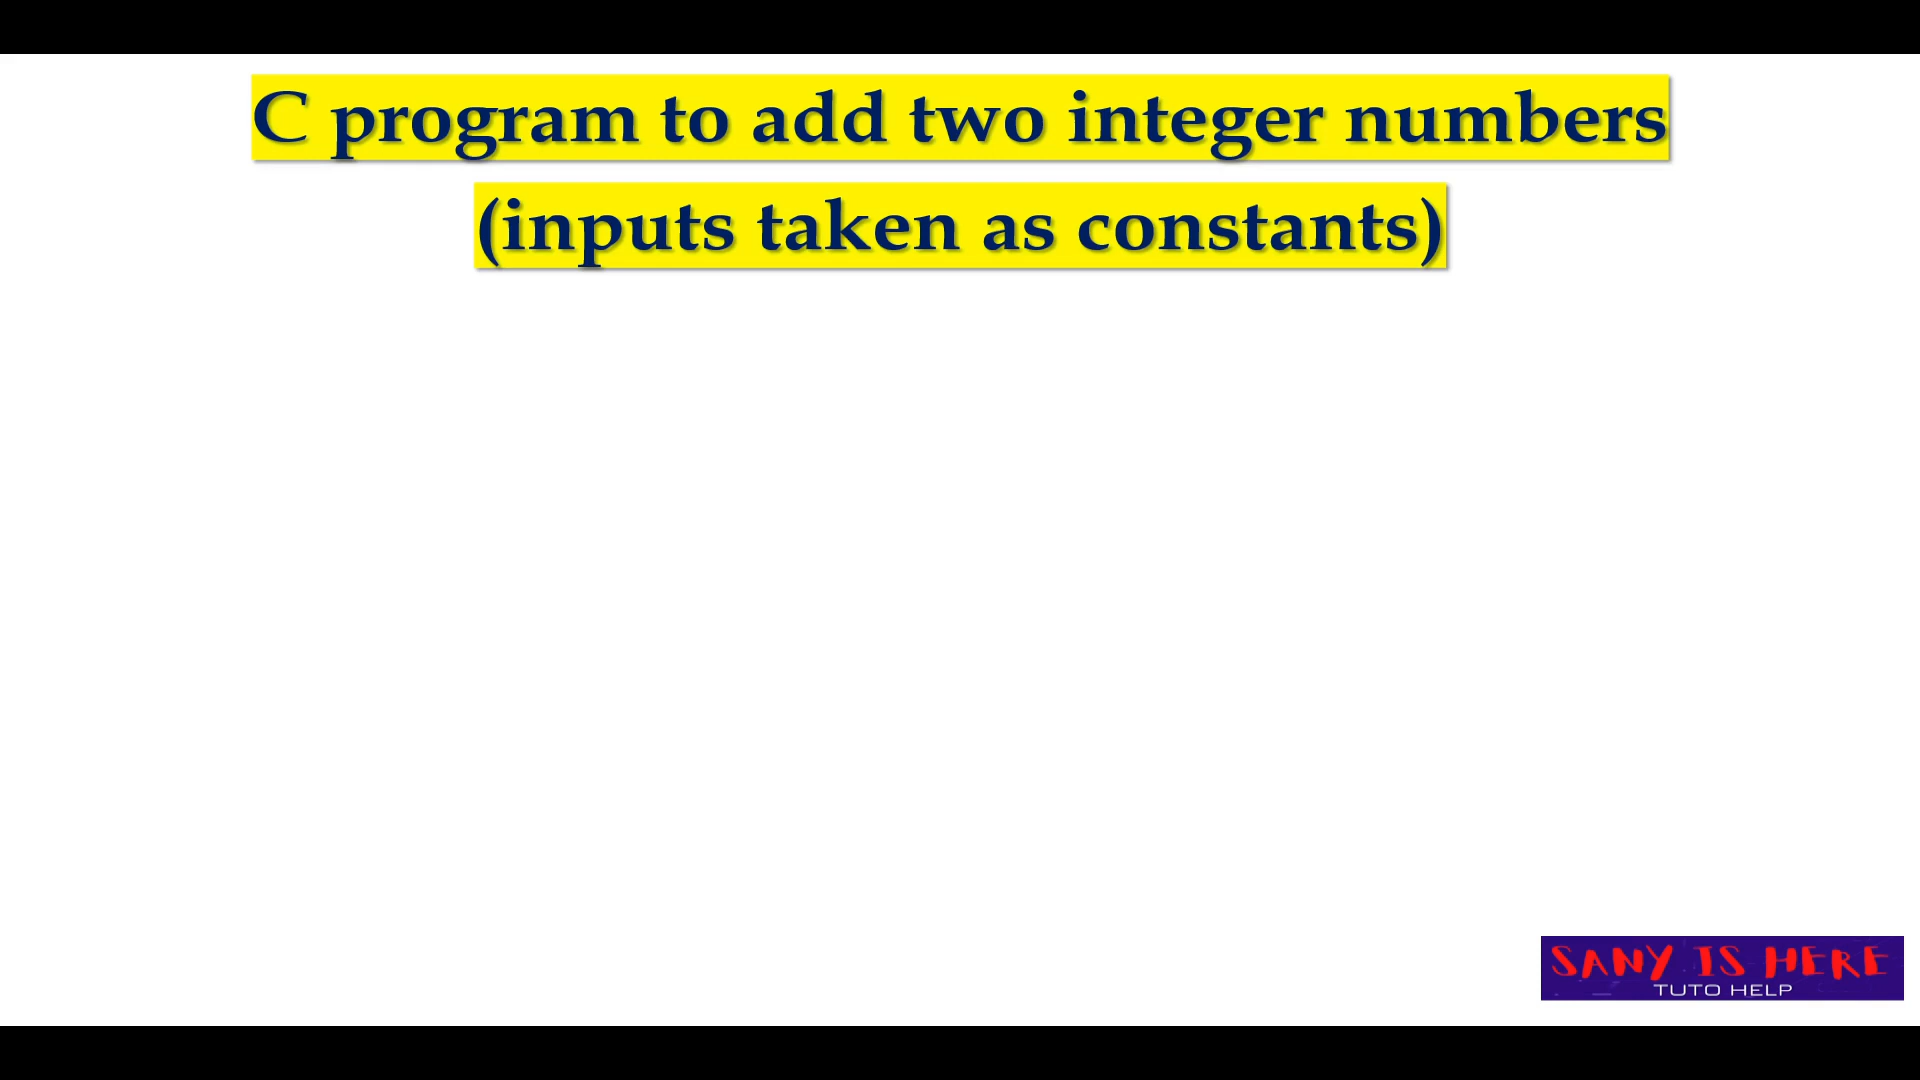 C program to add two integer numbers
(inputs taken as constants)
SANY IS HERE
TUTO HELP